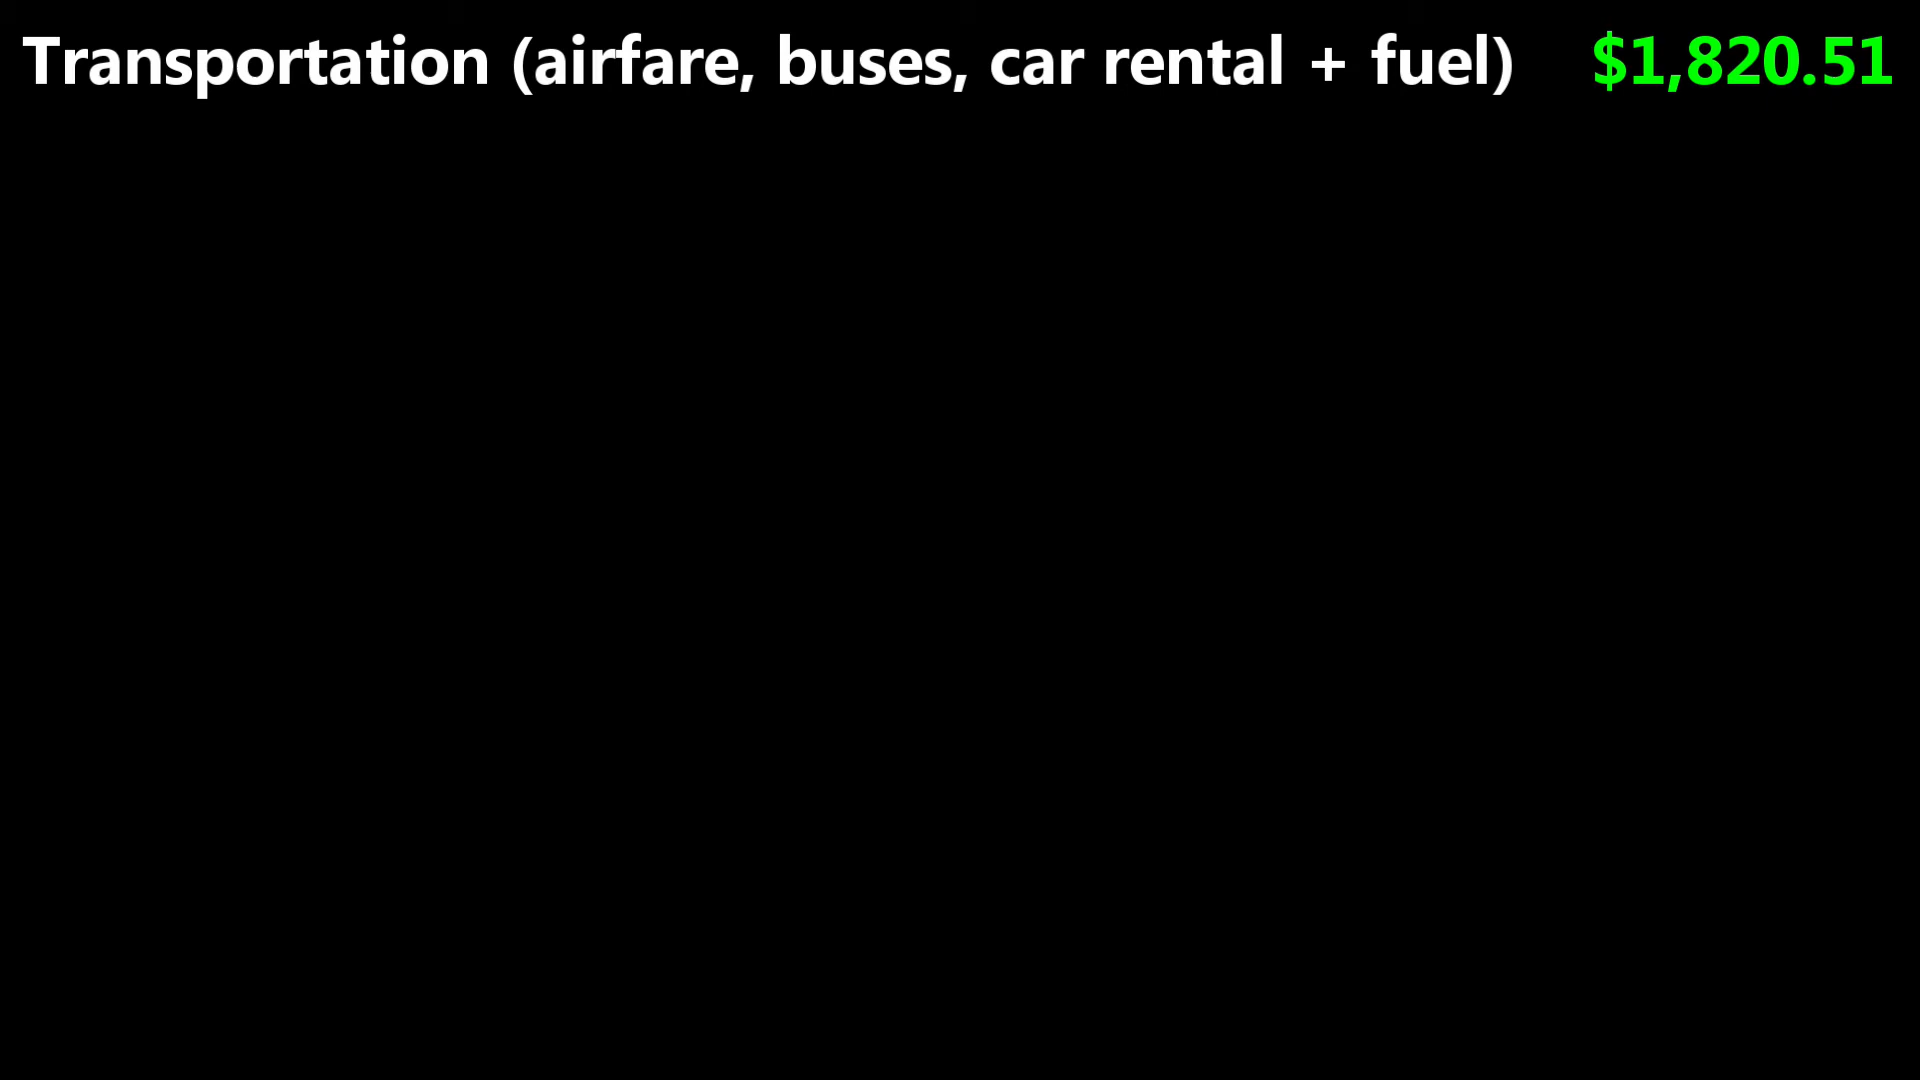 Transportation (airfare, buses, car rental + fuel) $1,820.51